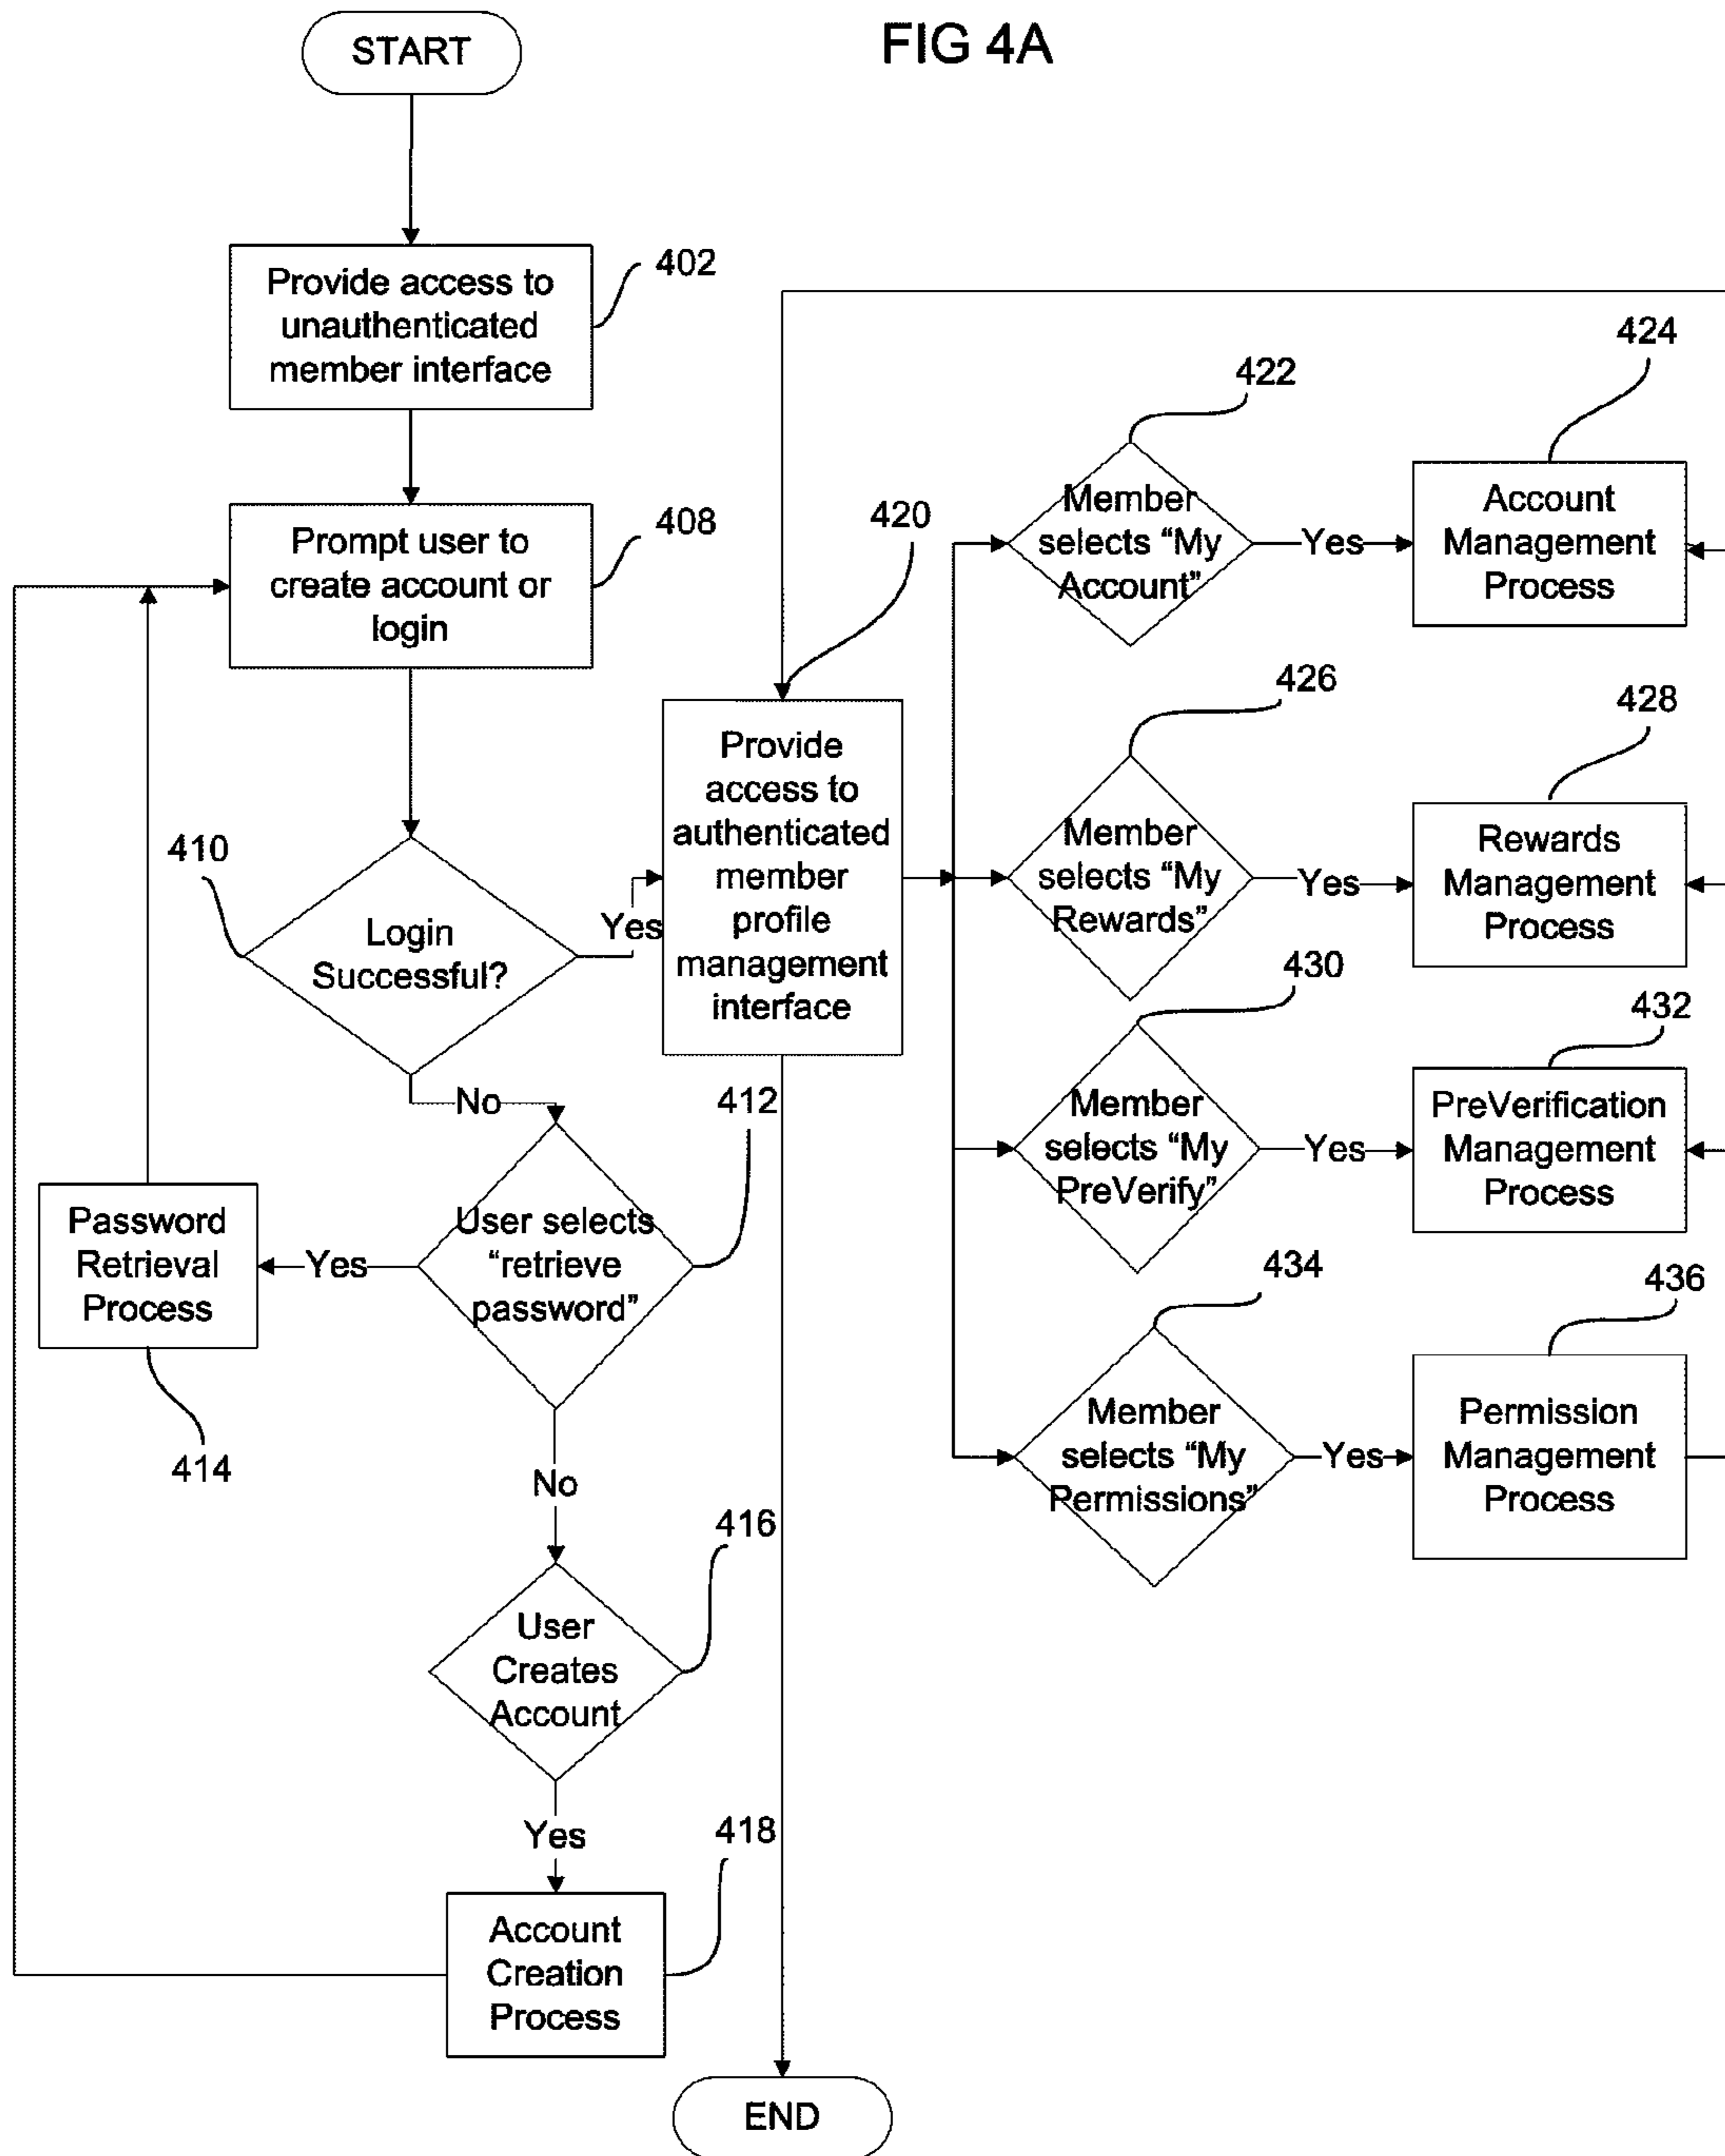 FIG 4A
START
Provide access to
unauthenticated
member interface
402
Prompt user to
create account or
login
408
410
Login
Successful?
Yes
No
412
User selects
“retrieve
password”
Yes
Password
Retrieval
Process
414
No
416
User
Creates
Account
Yes
418
Account
Creation
Process
420
Provide
access to
authenticated
member
profile
management
interface
END
422
Member
selects “My
Account”
Yes
424
Account
Management
Process
426
Member
selects “My
Rewards”
Yes
428
Rewards
Management
Process
430
Member
selects “My
PreVerify”
Yes
432
PreVerification
Management
Process
434
Member
selects “My
Permissions”
Yes
436
Permission
Management
Process